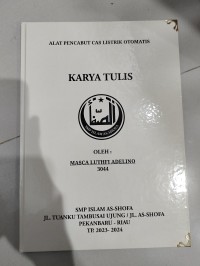 ALAT PENCABUT CAS LISTRIK OTOMATIS
KARYA TULIS
OLEH :
MASCA LUTHFI ADELINO
3044
SMP ISLAM AS-SHOFA
JL. TUANKU TAMBUSAI UJUNG / JL. AS-SHOFA
PEKANBARU - RIAU
TP. 2023- 2024